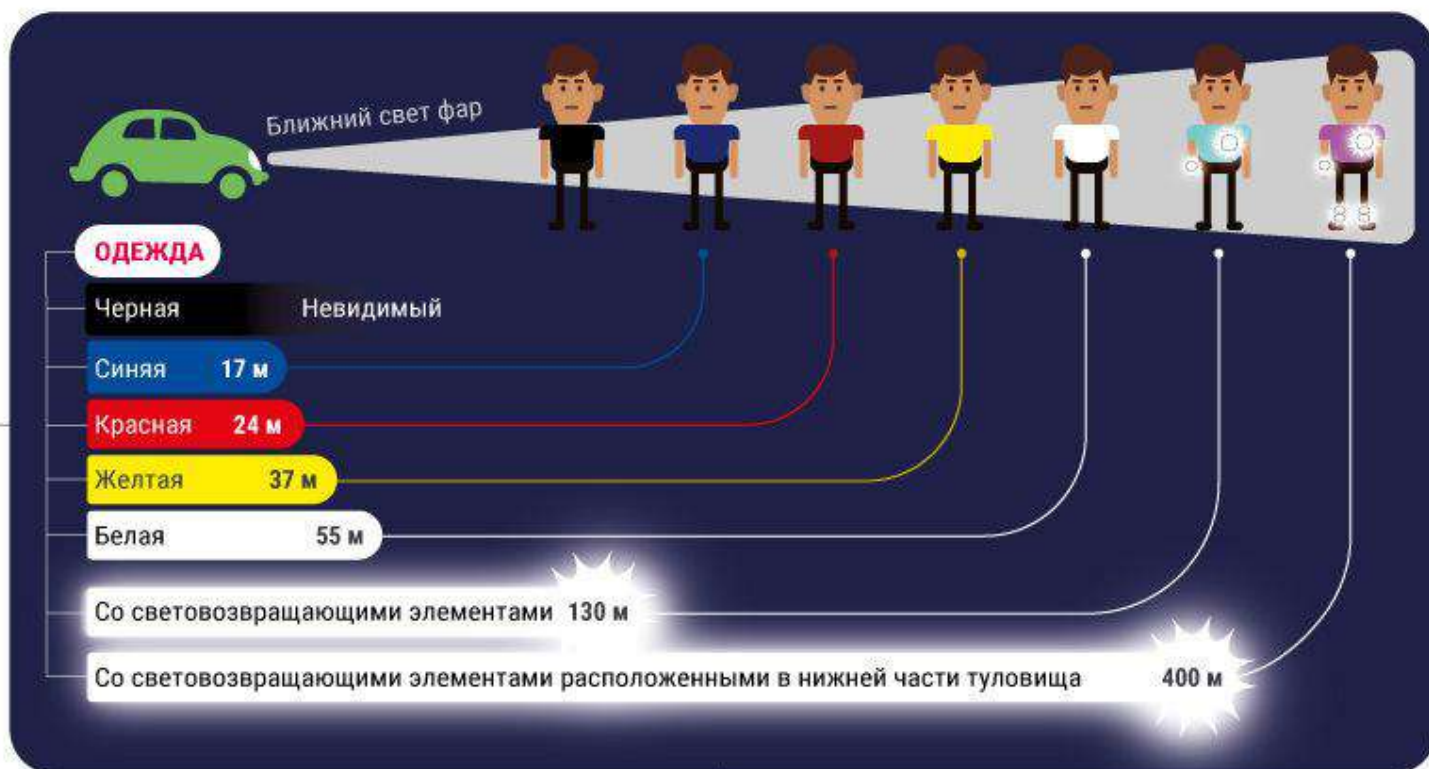 Ближний свет фар
ОДЕЖДА
Черная Невидимый
Синяя 17 м
Красная 24 м
Желтая 37 м
Белая 55 м
Со световозвращающими элементами 130 м
Со световозвращающими элементами расположенными в нижней части туловища 400 м